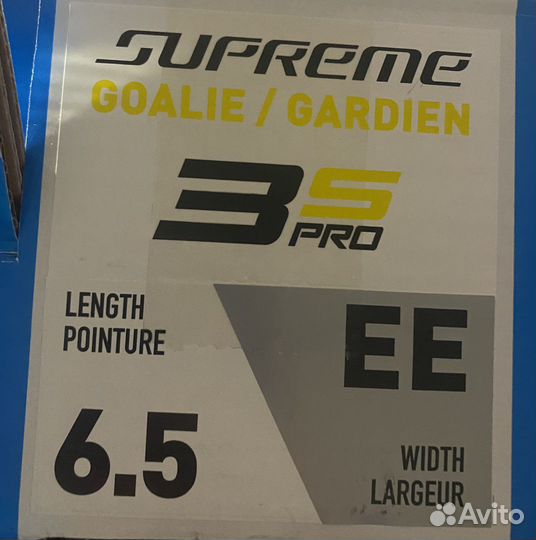 SUPREME
GOALIE / GARDIEN
3S PRO
LENGTH
POINTURE
6.5
EE
WIDTH
LARGEUR
Avito